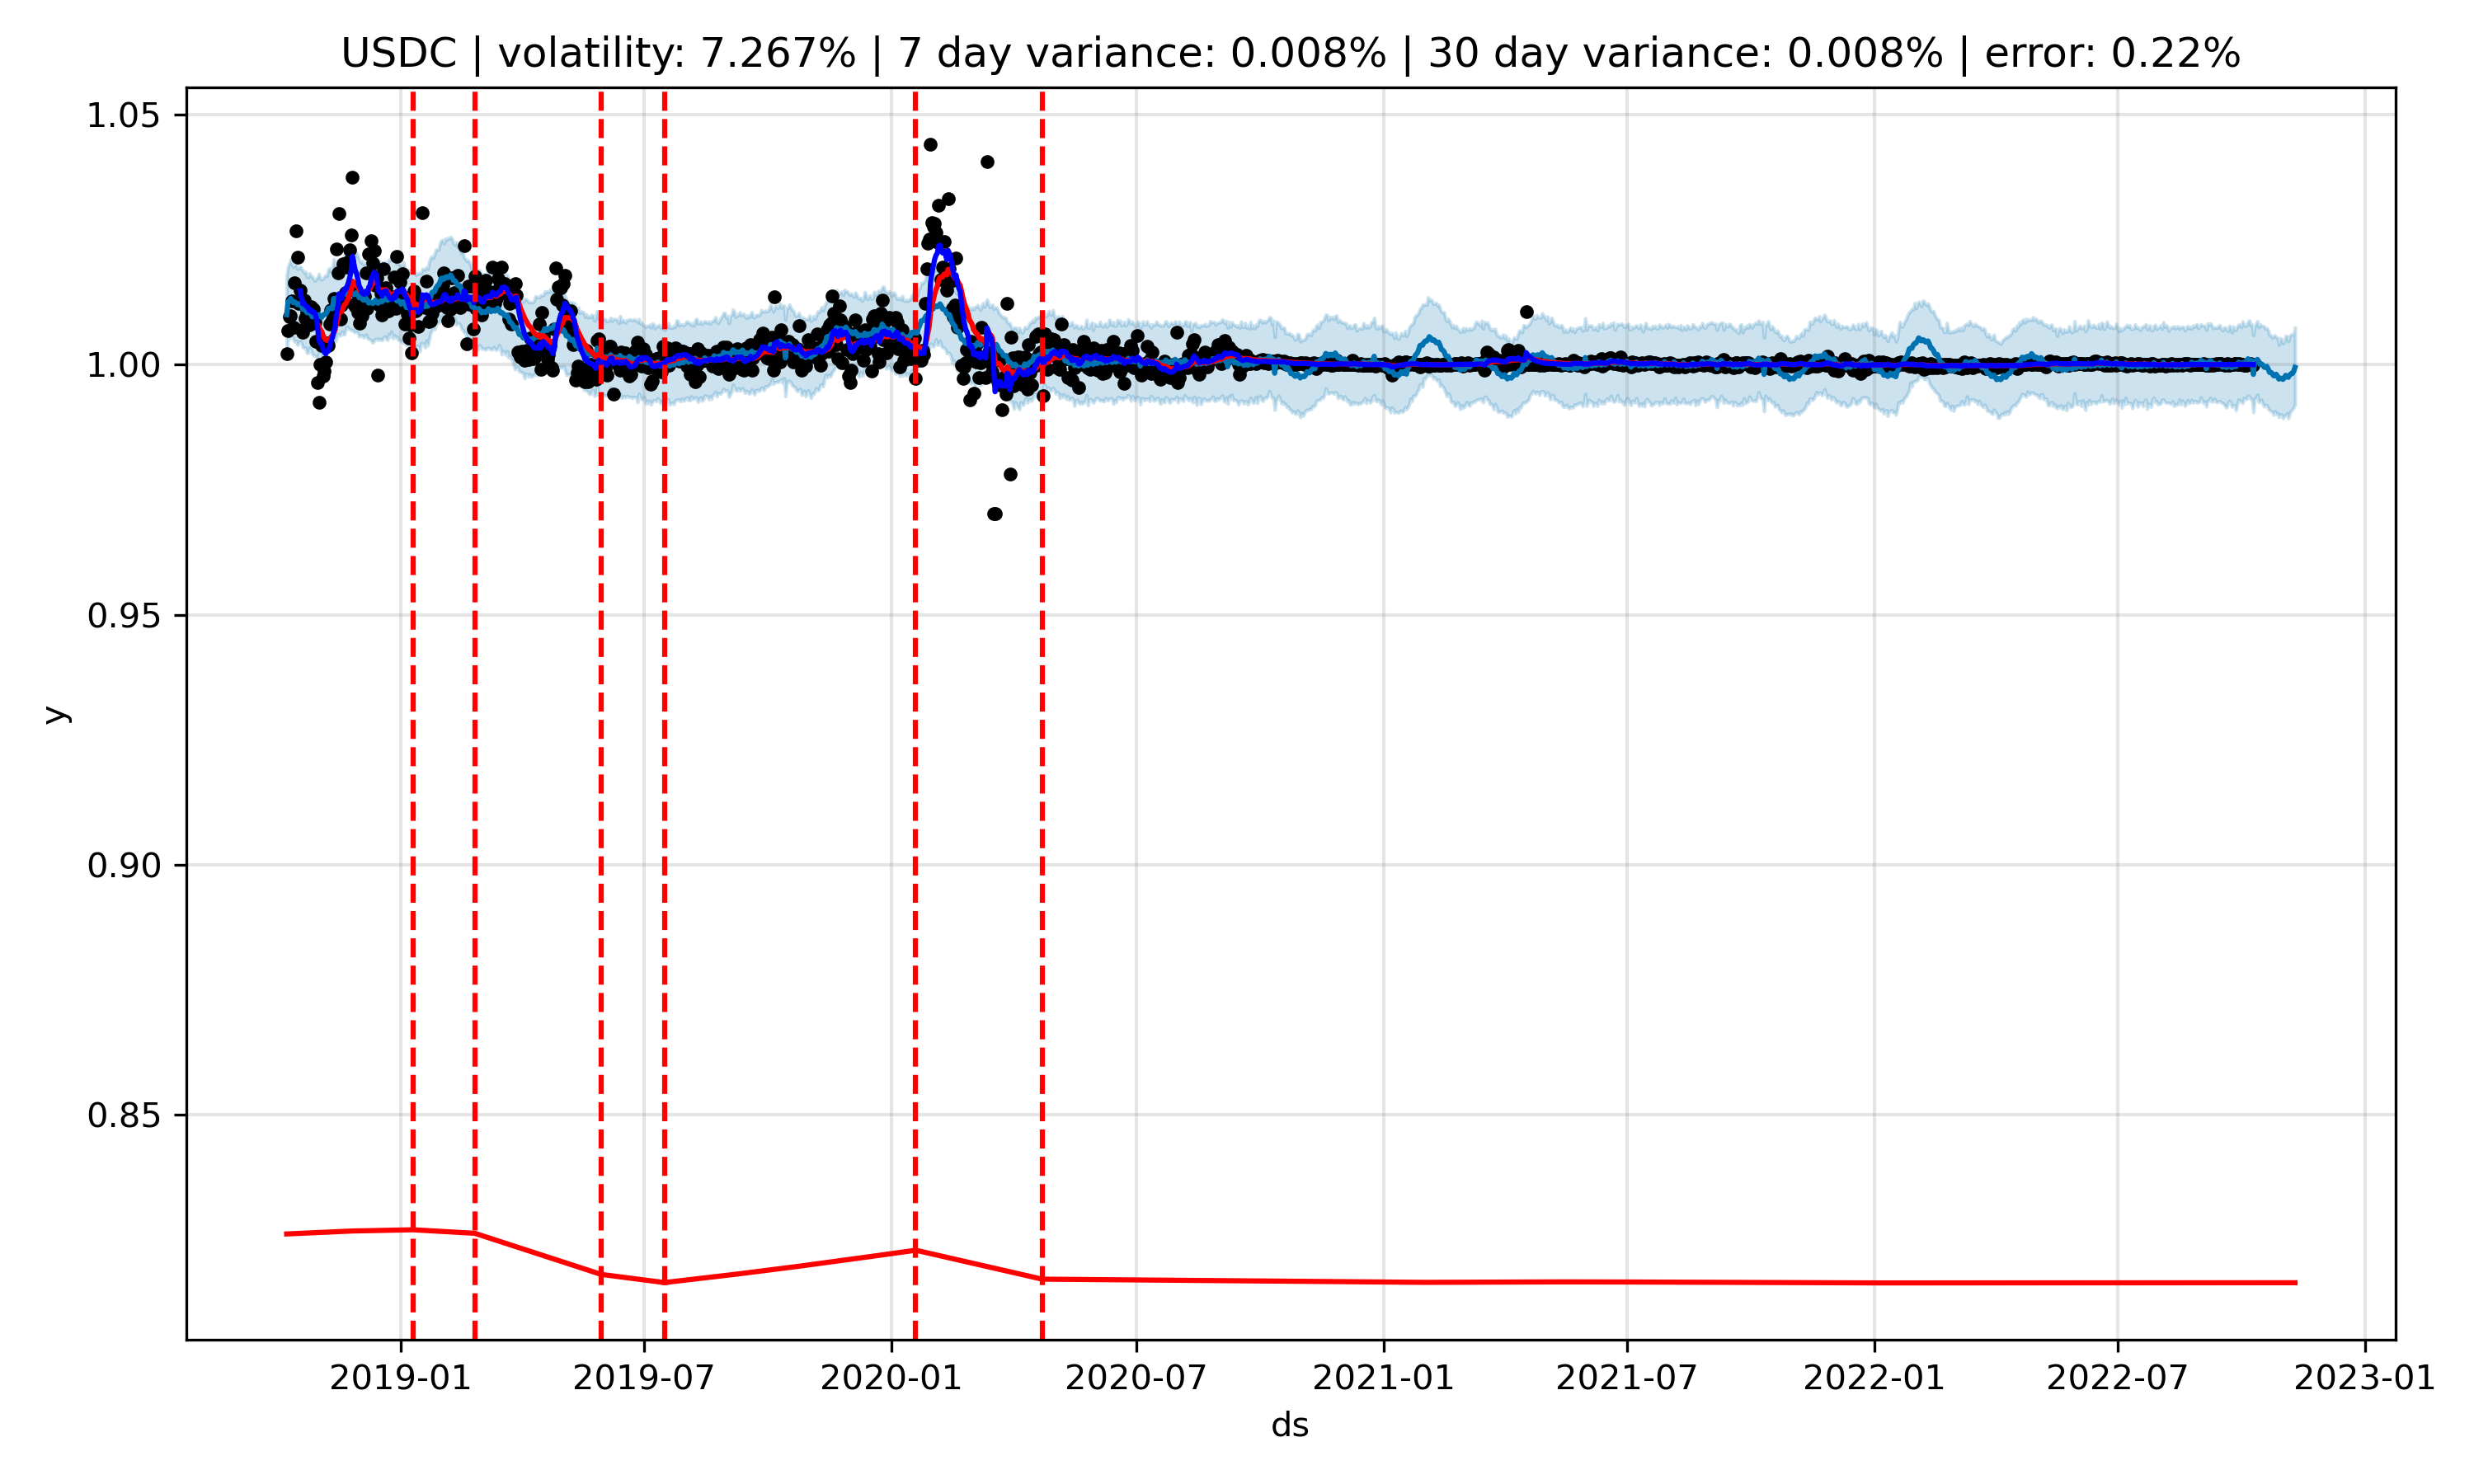 USDC | volatility: 7.267% | 7 day variance: 0.008% | 30 day variance: 0.008% | error: 0.22%
1.05
1.00
0.95
y
0.90
0.85
2019-01 2019-07 2020-01 2020-07 2021-01 2021-07 2022-01 2022-07 2023-01
ds